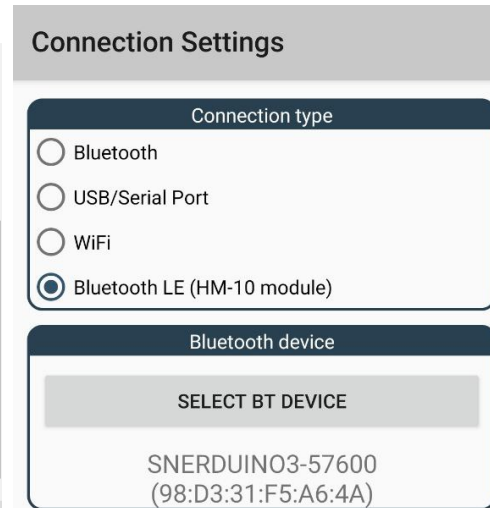 Connection Settings
Connection type
Bluetooth
USB/Serial Port
WiFi
Bluetooth LE (HM-10 module)
Bluetooth device
SELECT BT DEVICE
SNERDUINO3-57600
(98:D3:31:F5:A6:4A)